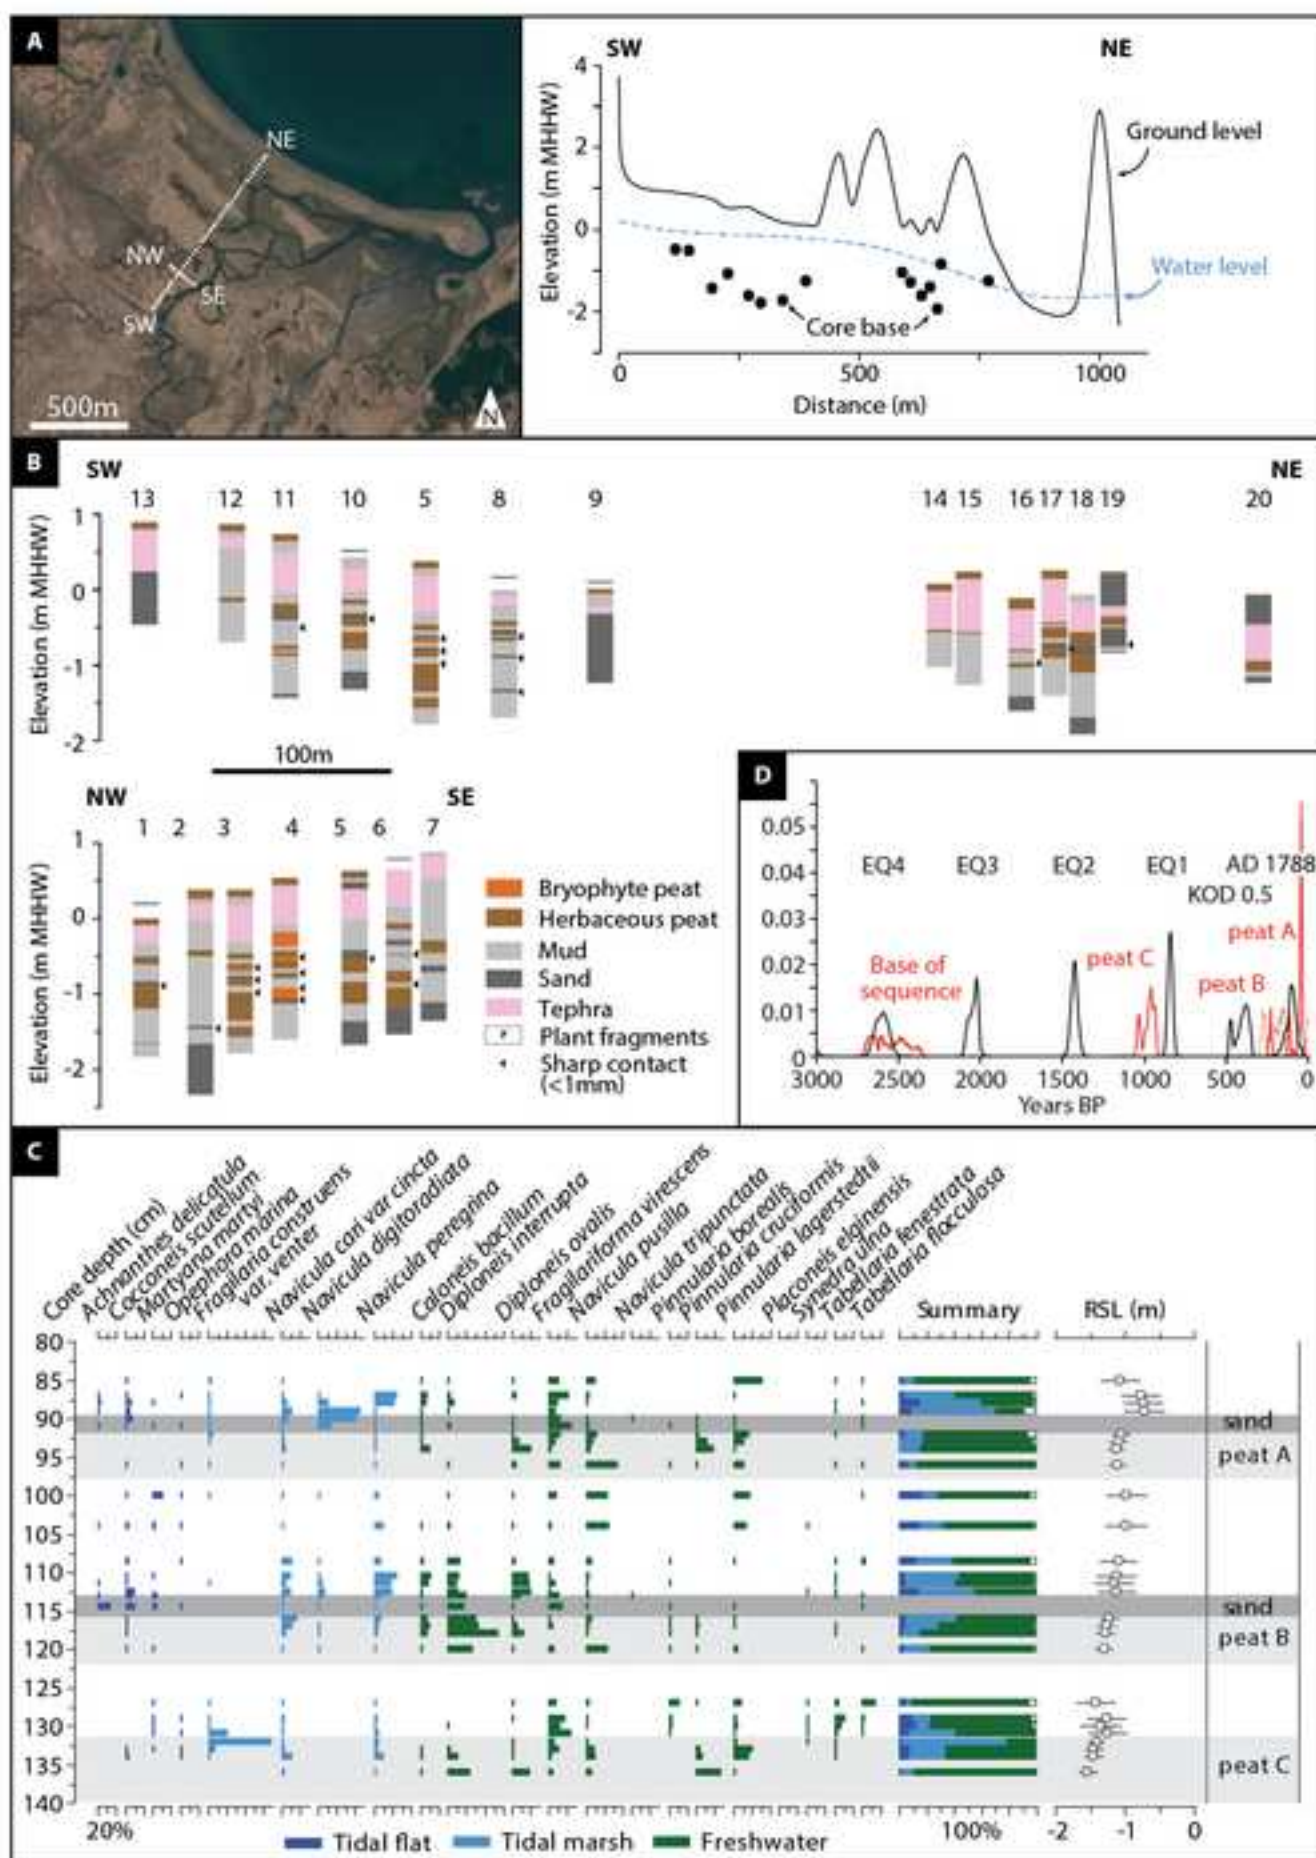 A
NE
NW
SE
SW
500m
N
SW
NE
4
2
0
-2
Elevation (m MHHW)
Ground level
Water level
Core base
0
500
1000
Distance (m)
B
SW
NE
13
12
11
10
5
8
9
14
15
16
17
18
19
20
1
0
-1
-2
Elevation (m MHHW)
100m
NW
SE
1
2
3
4
5
6
7
1
0
-1
-2
Elevation (m MHHW)
Bryophyte peat
Herbaceous peat
Mud
Sand
Tephra
Plant fragments
Sharp contact
(<1mm)
D
0.05
0.04
0.03
0.02
0.01
0
EQ4
EQ3
EQ2
EQ1
AD 1788
KOD 0.5
peat A
peat C
peat B
Base of
sequence
3000
2500
2000
1500
1000
500
0
Years BP
C
Core depth (cm)
Achnanthes delicatula
Cocconeis scutellum
Martyana martyi
Opephora marina
Fragilaria construens
var. venter
Navicula cari var cincta
Navicula digitoradiata
Navicula peregrina
Caloneis bacillum
Diploneis interrupta
Diploneis ovalis
Fragilariforma virescens
Navicula pusilla
Navicula tripunctata
Pinnularia borealis
Pinnularia cruciformis
Pinnularia lagerstedtii
Placoneis elginensis
Synedra ulna
Tabellaria fenestrata
Tabellaria flocculosa
Summary
RSL (m)
80
85
90
95
100
105
110
115
120
125
130
135
140
sand
peat A
sand
peat B
peat C
20%
100%
-2
-1
0
Tidal flat
Tidal marsh
Freshwater